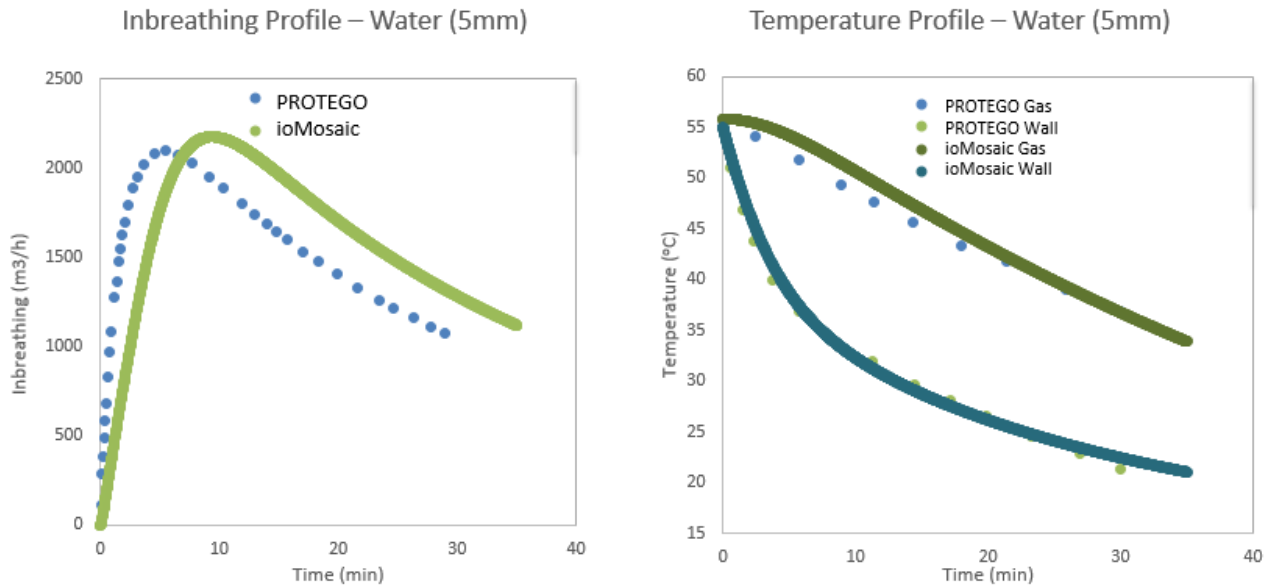 Inbreathing Profile – Water (5mm)
2500
2000
1500
1000
500
0
Inbreathing (m3/h)
PROTEGO
ioMosaic
0 10 20 30 40
Time (min)
Temperature Profile – Water (5mm)
60
55
50
45
40
35
30
25
20
15
Temperature (°C)
PROTEGO Gas
PROTEGO Wall
ioMosaic Gas
ioMosaic Wall
0 10 20 30 40
Time (min)